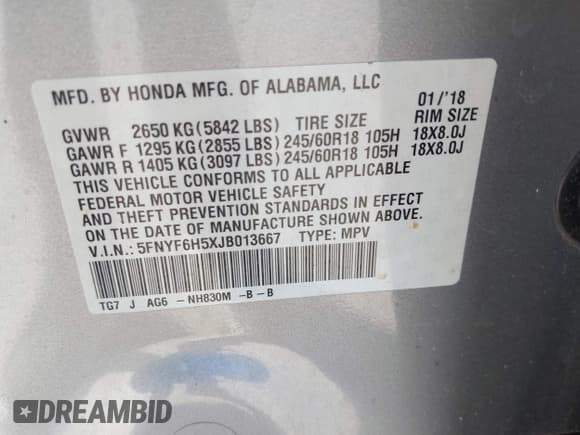 MFD. BY HONDA MFG. OF ALABAMA, LLC 01/'18
GVWR 2650 KG(5842 LBS) TIRE SIZE RIM SIZE
GAWR F 1295 KG(2855 LBS)245/60R18 105H 18X8.0J
GAWR R 1405 KG(3097 LBS)245/60R18 105H 18X8.0J
THIS VEHICLE CONFORMS TO ALL APPLICABLE
FEDERAL MOTOR VEHICLE SAFETY
AND THEFT PREVENTION STANDARDS IN EFFECT
ON THE DATE OF MANUFACTURE SHOWN ABOVE.
V.I.N.: 5FNYF6H5XJB013667 TYPE: MPV
TG7 J AG6 -NH830M -B-B
DREAMBID